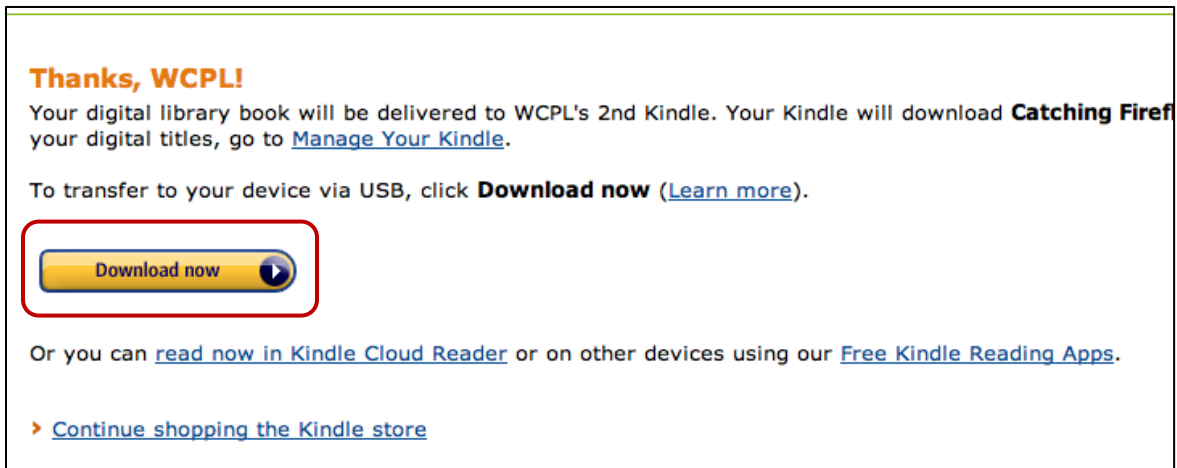 Thanks, WCPL!
Your digital library book will be delivered to WCPL's 2nd Kindle. Your Kindle will download Catching
your digital titles, go to Manage Your Kindle.
To transfer to your device via USB, click Download now (Learn more).
Download now
Or you can read now in Kindle Cloud Reader or on other devices using our Free Kindle Reading Apps.
Continue shopping the Kindle store